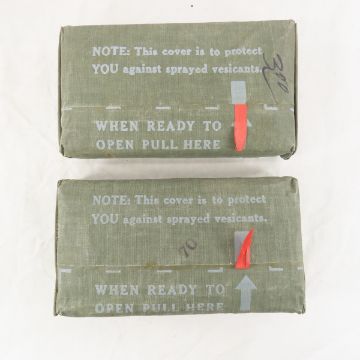 NOTE: This cover is to protect
YOU against sprayed vesicants.
WHEN READY TO
OPEN PULL HERE
NOTE: This cover is to protect
YOU against sprayed vesicants.
70
WHEN READY TO
OPEN PULL HERE